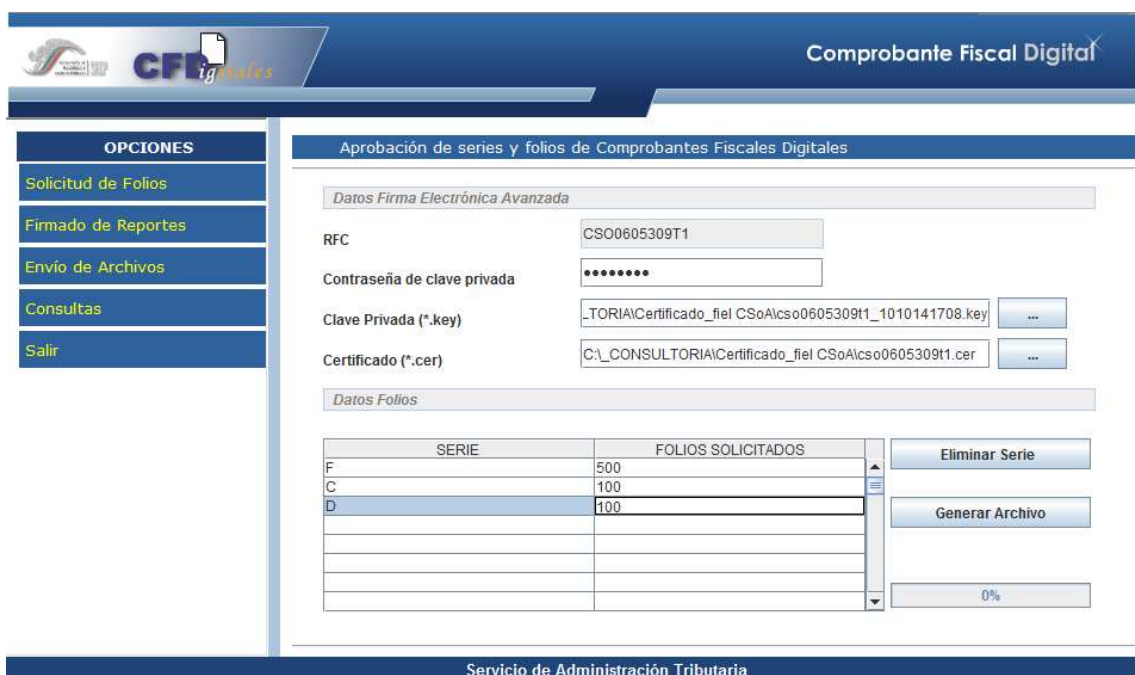 SHCP
CFDigitales
Comprobante Fiscal Digital
OPCIONES
Solicitud de Folios
Firmado de Reportes
Envío de Archivos
Consultas
Salir
Aprobación de series y folios de Comprobantes Fiscales Digitales
Datos Firma Electrónica Avanzada
RFC CSO0605309T1
Contraseña de clave privada ••••••••
Clave Privada (*.key) _TORIA\Certificado_fiel CSoA\cso0605309t1_1010141708.key ...
Certificado (*.cer) C:\_CONSULTORIA\Certificado_fiel CSoA\cso0605309t1.cer ...
Datos Folios
SERIE FOLIOS SOLICITADOS
F 500
C 100
D 100
Eliminar Serie
Generar Archivo
0%
Servicio de Administración Tributaria